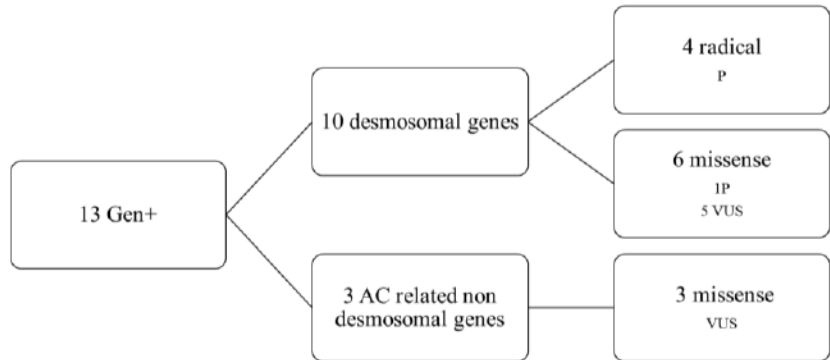 13 Gen+
10 desmosomal genes
3 AC related non
desmosomal genes
4 radical
P
6 missense
1P
5 VUS
3 missense
VUS